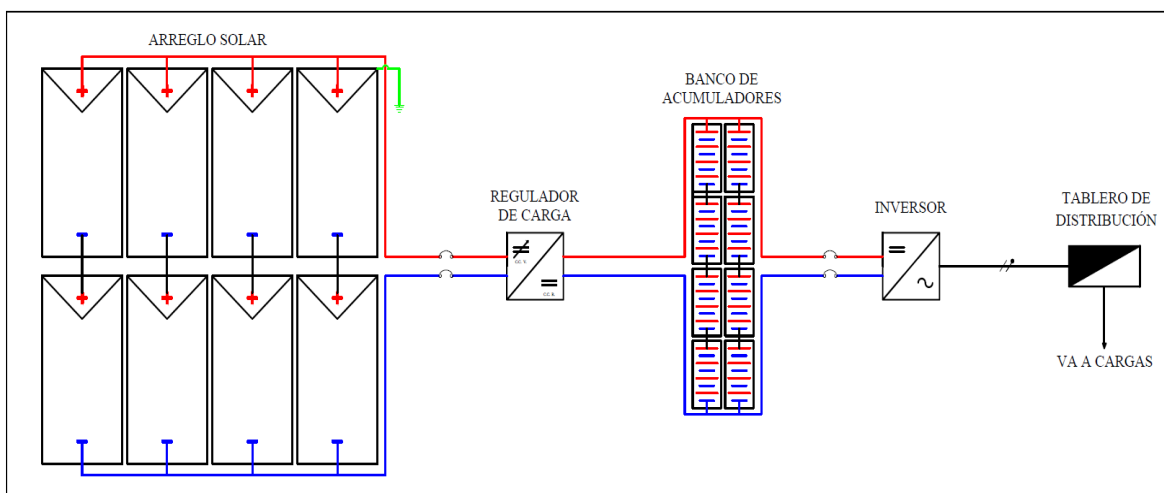 ARREGLO SOLAR
BANCO DE
ACUMULADORES
REGULADOR
DE CARGA
INVERSOR
TABLERO DE
DISTRIBUCIÓN
VA A CARGAS